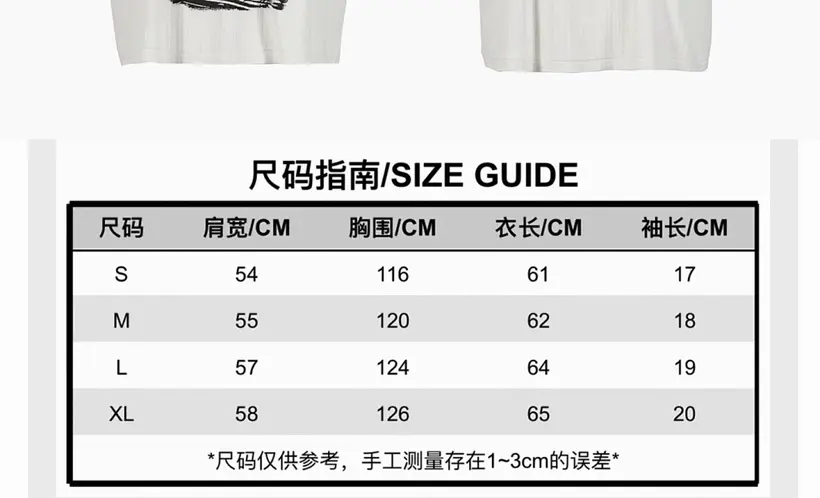 尺码指南/SIZE GUIDE
尺码 肩宽/CM 胸围/CM 衣长/CM 袖长/CM
S 54 116 61 17
M 55 120 62 18
L 57 124 64 19
XL 58 126 65 20
*尺码仅供参考，手工测量存在1~3cm的误差*